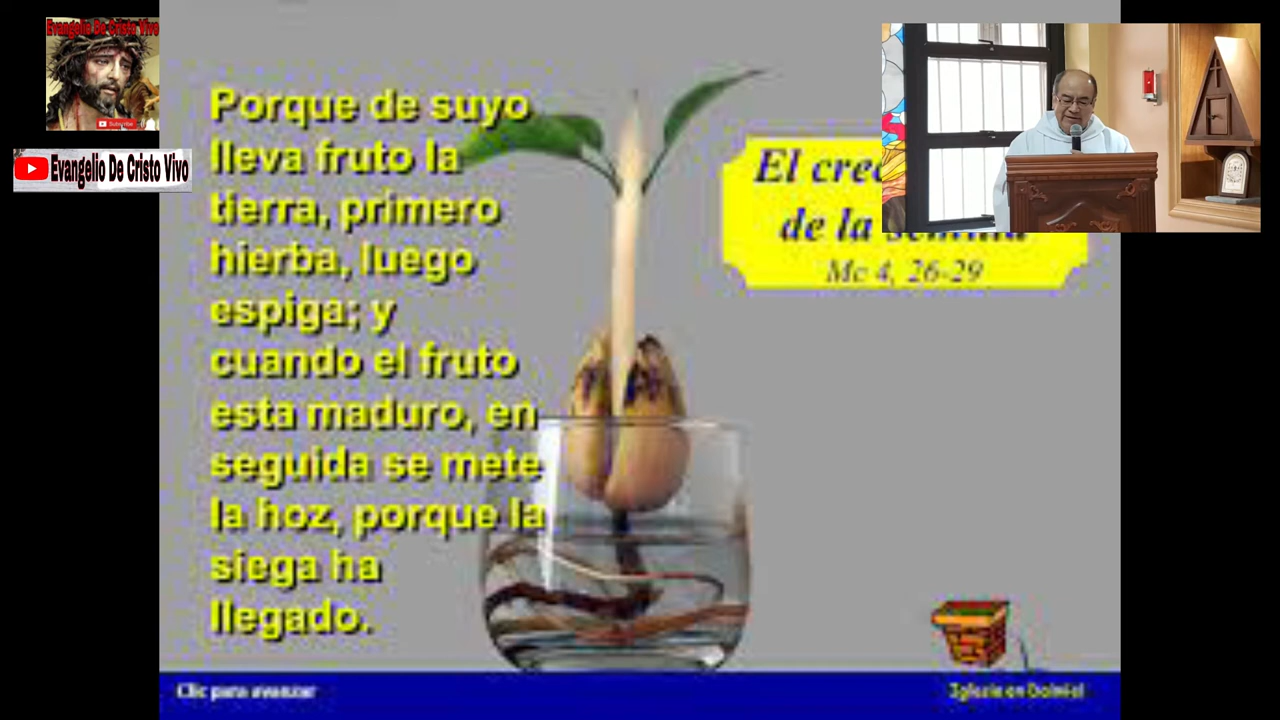 Evangelio De Cristo Vivo
Subscribe
Evangelio De Cristo Vivo
Porque de suyo
lleva fruto la
tierra, primero
hierba, luego
espiga; y
cuando el fruto
esta maduro, en
seguida se mete
la hoz, porque la
siega ha
llegado.
El
de la
Mc 4, 26-29
Clic para avanzar
Iglesia en